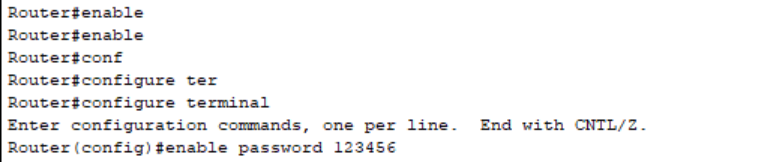 Router#enable
Router#enable
Router#conf
Router#configure ter
Router#configure terminal
Enter configuration commands, one per line.  End with CNTL/Z.
Router(config)#enable password 123456